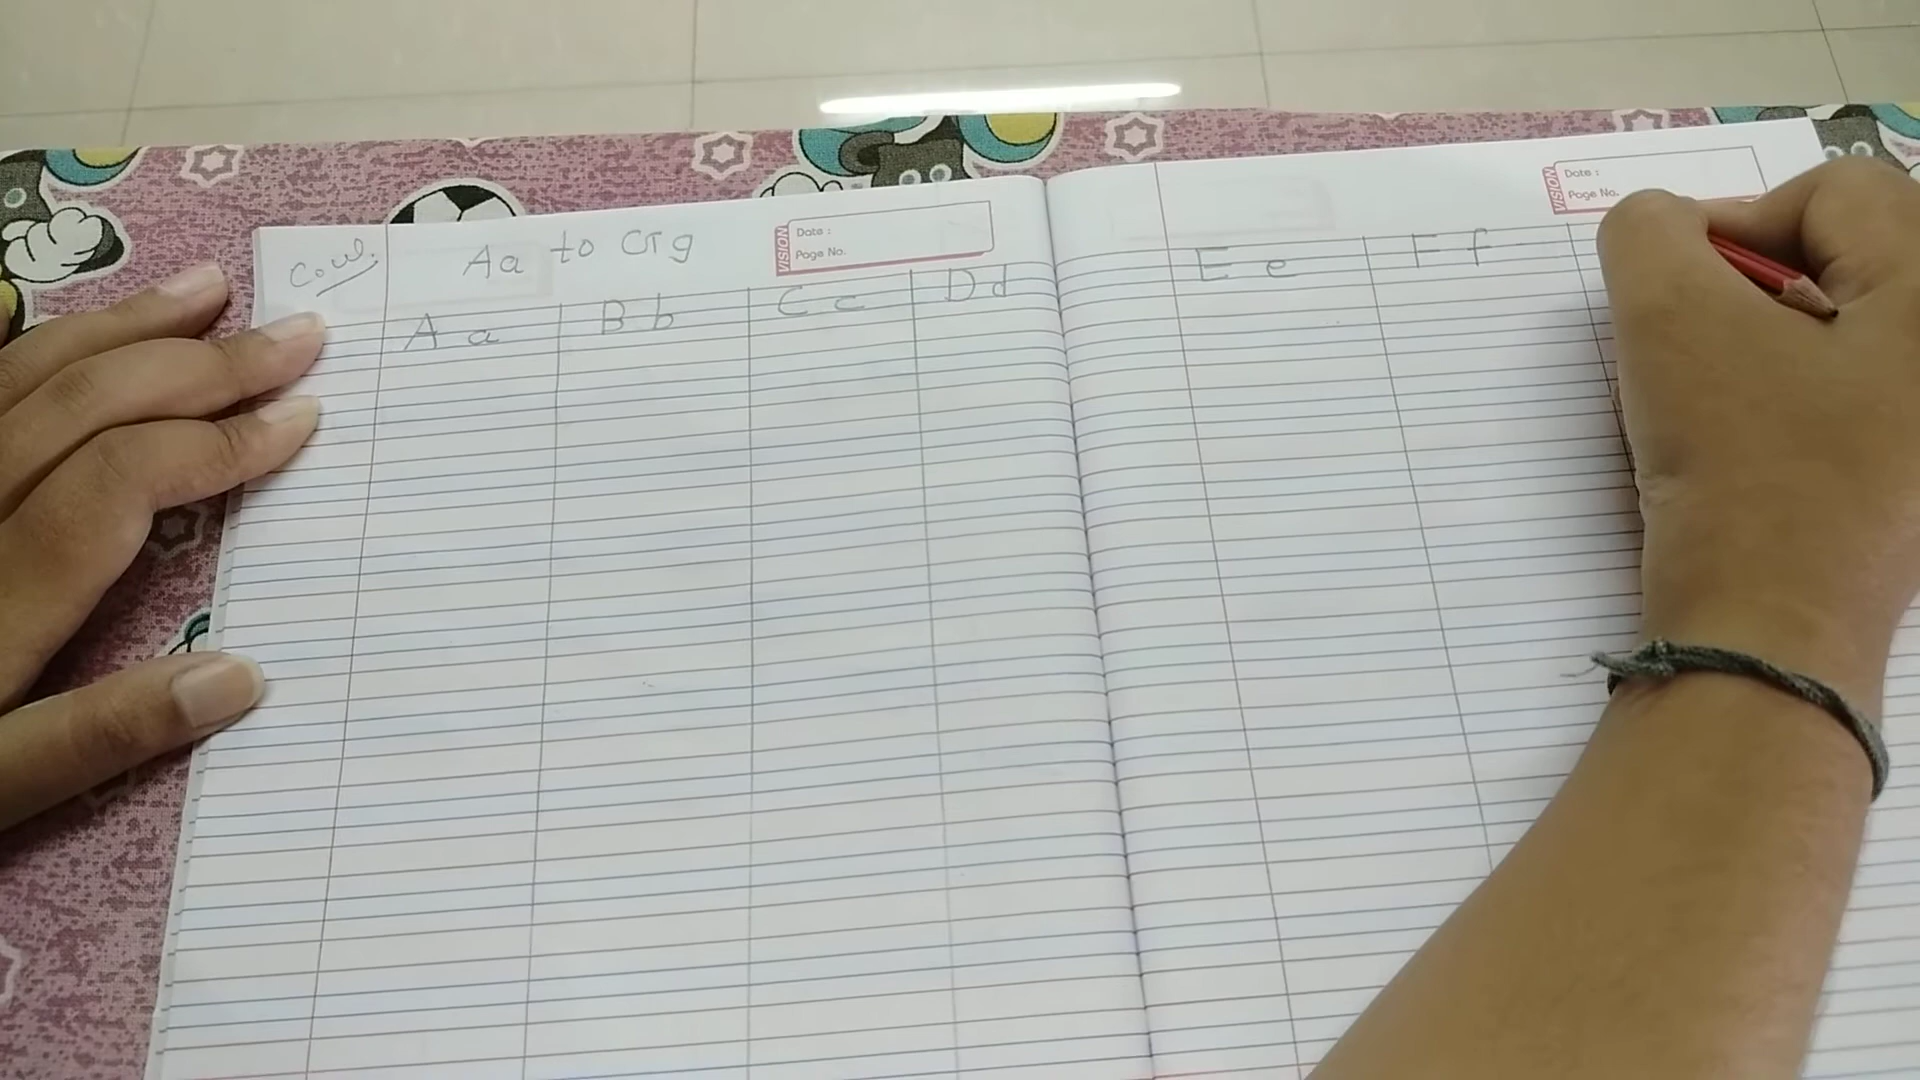 C.W.
Aa to Gg
VISION
Date :
Page No.
Aa Bb Cc Dd
VISION
Date :
Page No.
Ee Ff